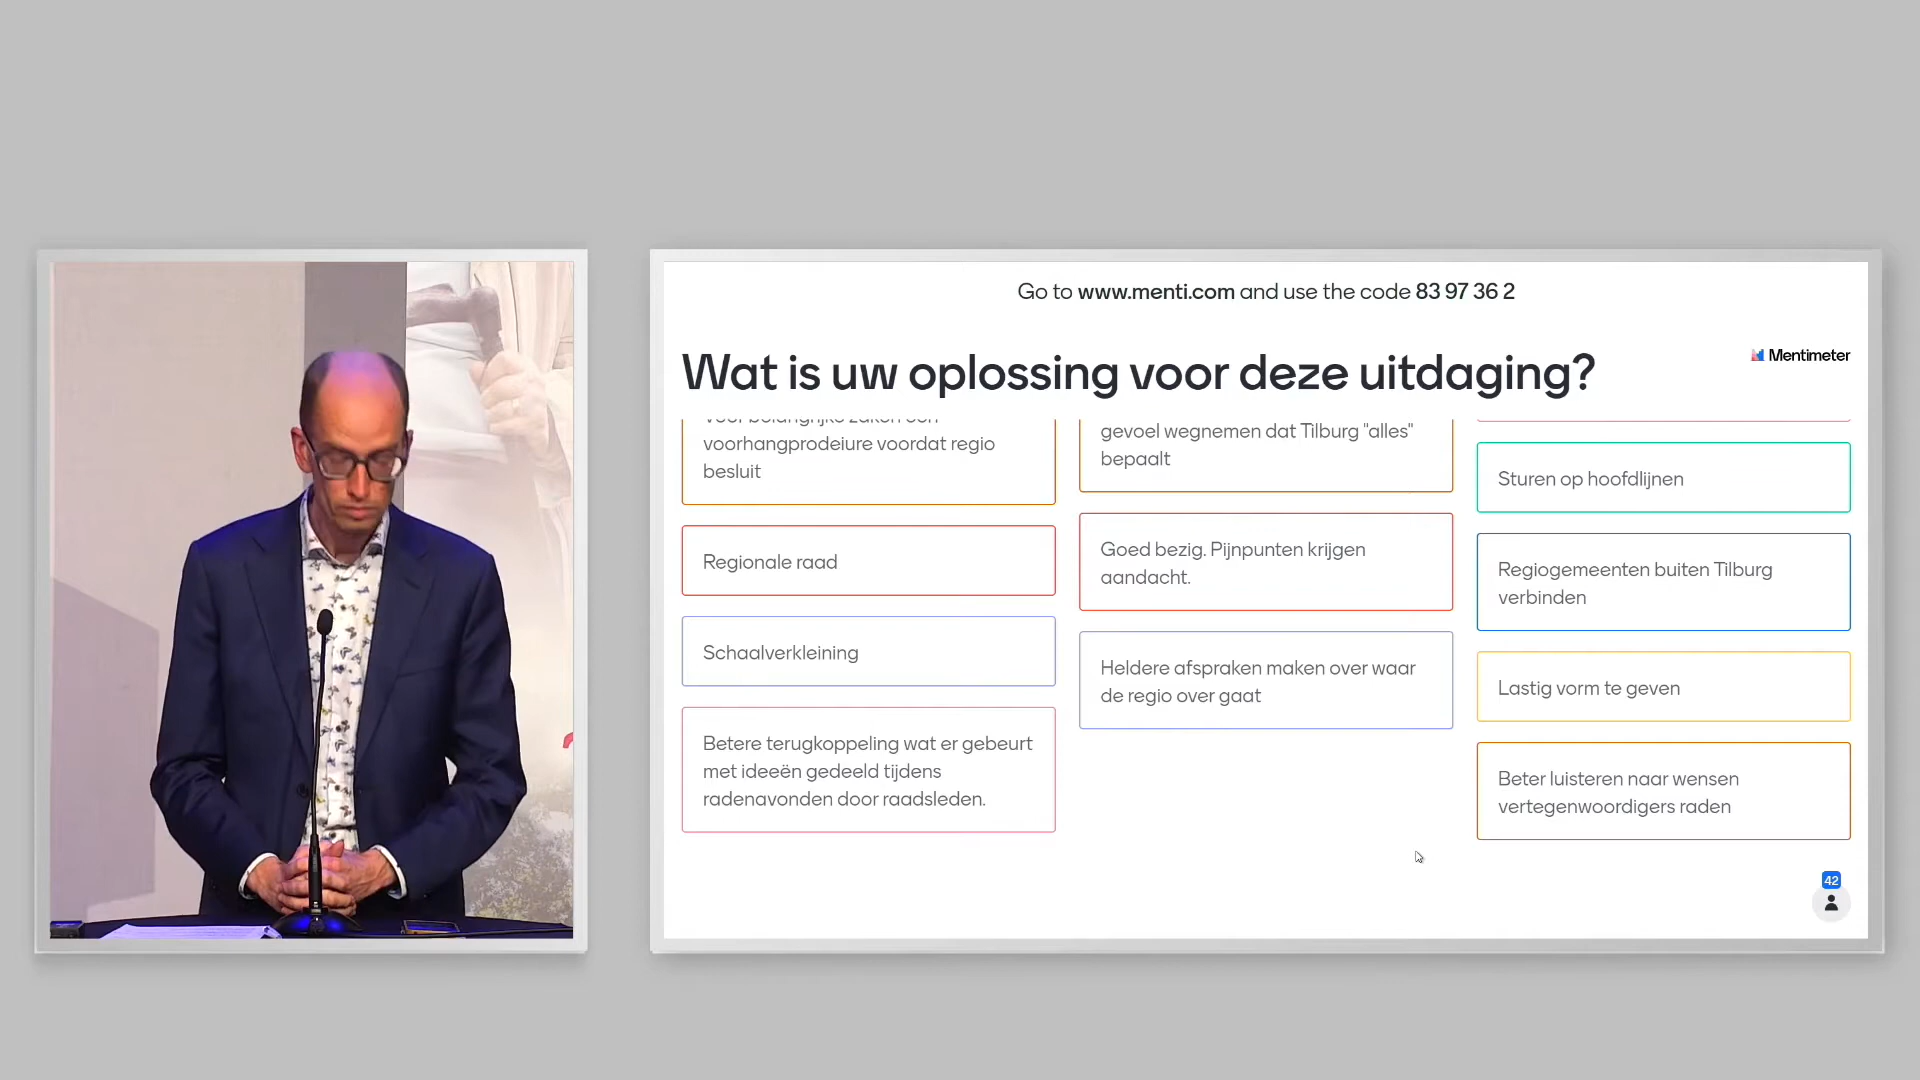 Go to www.menti.com and use the code 83 97 36 2
Wat is uw oplossing voor deze uitdaging?
Mentimeter
voorhangprodeiure voordat regio
besluit
Regionale raad
Schaalverkleining
Betere terugkoppeling wat er gebeurt
met ideeën gedeeld tijdens
radenavonden door raadsleden.
gevoel wegnemen dat Tilburg "alles"
bepaalt
Goed bezig. Pijnpunten krijgen
aandacht.
Heldere afspraken maken over waar
de regio over gaat
Sturen op hoofdlijnen
Regiogemeenten buiten Tilburg
verbinden
Lastig vorm te geven
Beter luisteren naar wensen
vertegenwoordigers raden
42